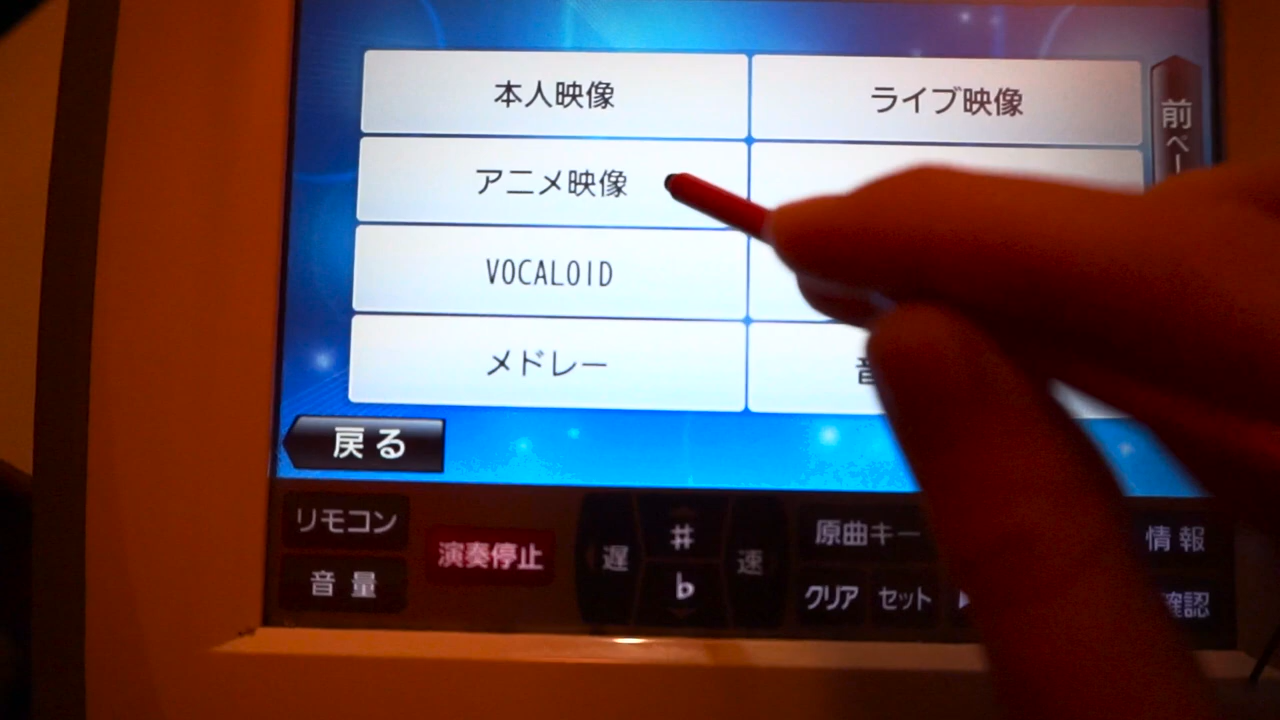 本人映像
ライブ映像
前ペー
アニメ映像
VOCALOID
メドレー
音
戻る
リモコン
音量
演奏停止
遅
♯
♭
速
原曲キー
クリア
セット
情報
確認